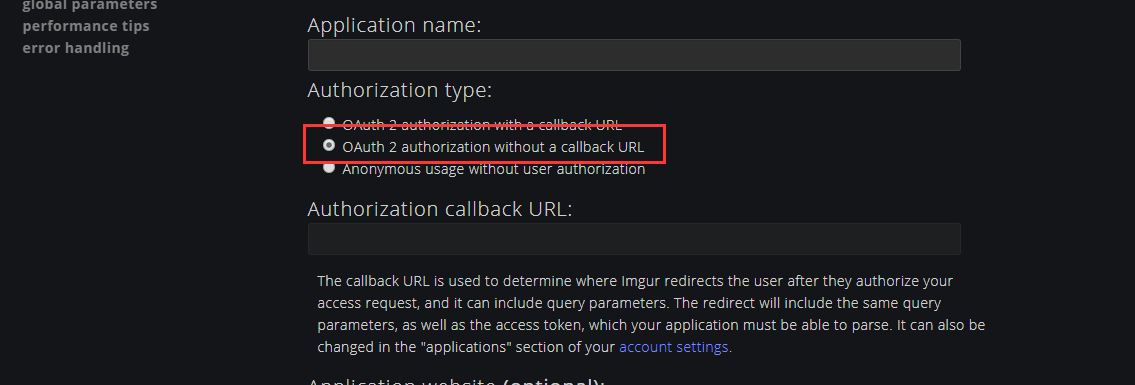 global parameters
performance tips
error handling
Application name:
Authorization type:
OAuth 2 authorization with a callback URL
OAuth 2 authorization without a callback URL
Anonymous usage without user authorization
Authorization callback URL:
The callback URL is used to determine where Imgur redirects the user after they authorize your
access request, and it can include query parameters. The redirect will include the same query
parameters, as well as the access token, which your application must be able to parse. It can also be
changed in the "applications" section of your account settings.
Application website (optional):